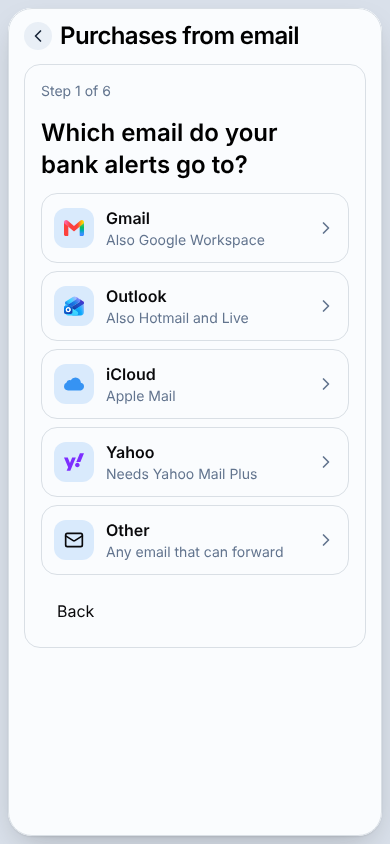 Purchases from email
Step 1 of 6
Which email do your
bank alerts go to?
Gmail
Also Google Workspace
Outlook
Also Hotmail and Live
iCloud
Apple Mail
Yahoo
Needs Yahoo Mail Plus
Other
Any email that can forward
Back